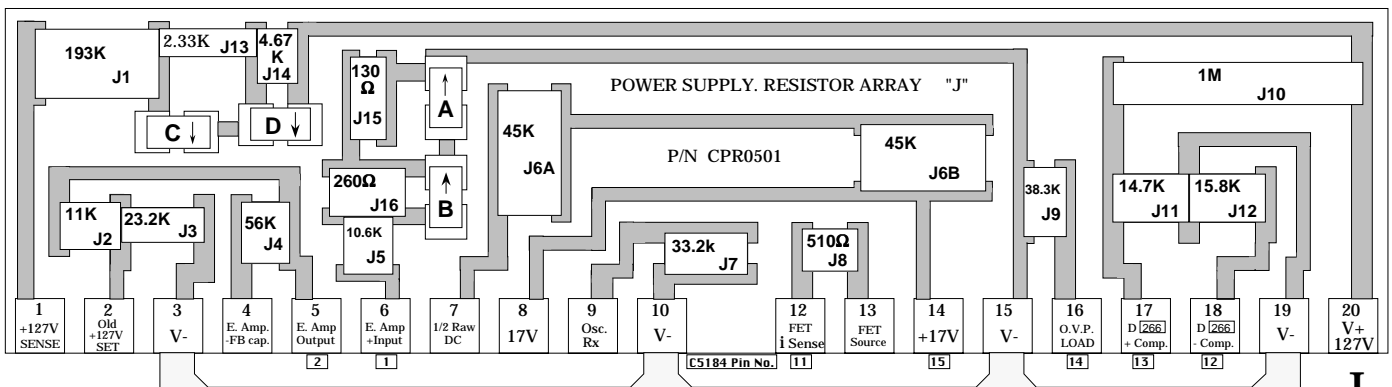 193K
J1
2.33K
J13
4.67
K
J14
C ↓
D ↓
130
Ω
J15
↑
A
↑
B
POWER SUPPLY. RESISTOR ARRAY "J"
P/N CPR0501
45K
J6A
45K
J6B
1M
J10
260Ω
J16
10.6K
J5
11K
J2
23.2K
J3
56K
J4
33.2k
J7
510Ω
J8
38.3K
J9
14.7K
J11
15.8K
J12
1
+127V
SENSE
2
Old
+127V
SET
3
V-
4
E. Amp.
-FB cap.
5
E. Amp
Output
6
E. Amp
+Input
7
1/2 Raw
DC
8
17V
9
Osc.
Rx
10
V-
12
FET
i Sense
13
FET
Source
14
+17V
15
V-
16
O.V.P.
LOAD
17
D 266
+ Comp.
18
D 266
- Comp.
19
V-
20
V+
127V
2
1
C5184 Pin No.
11
15
14
13
12